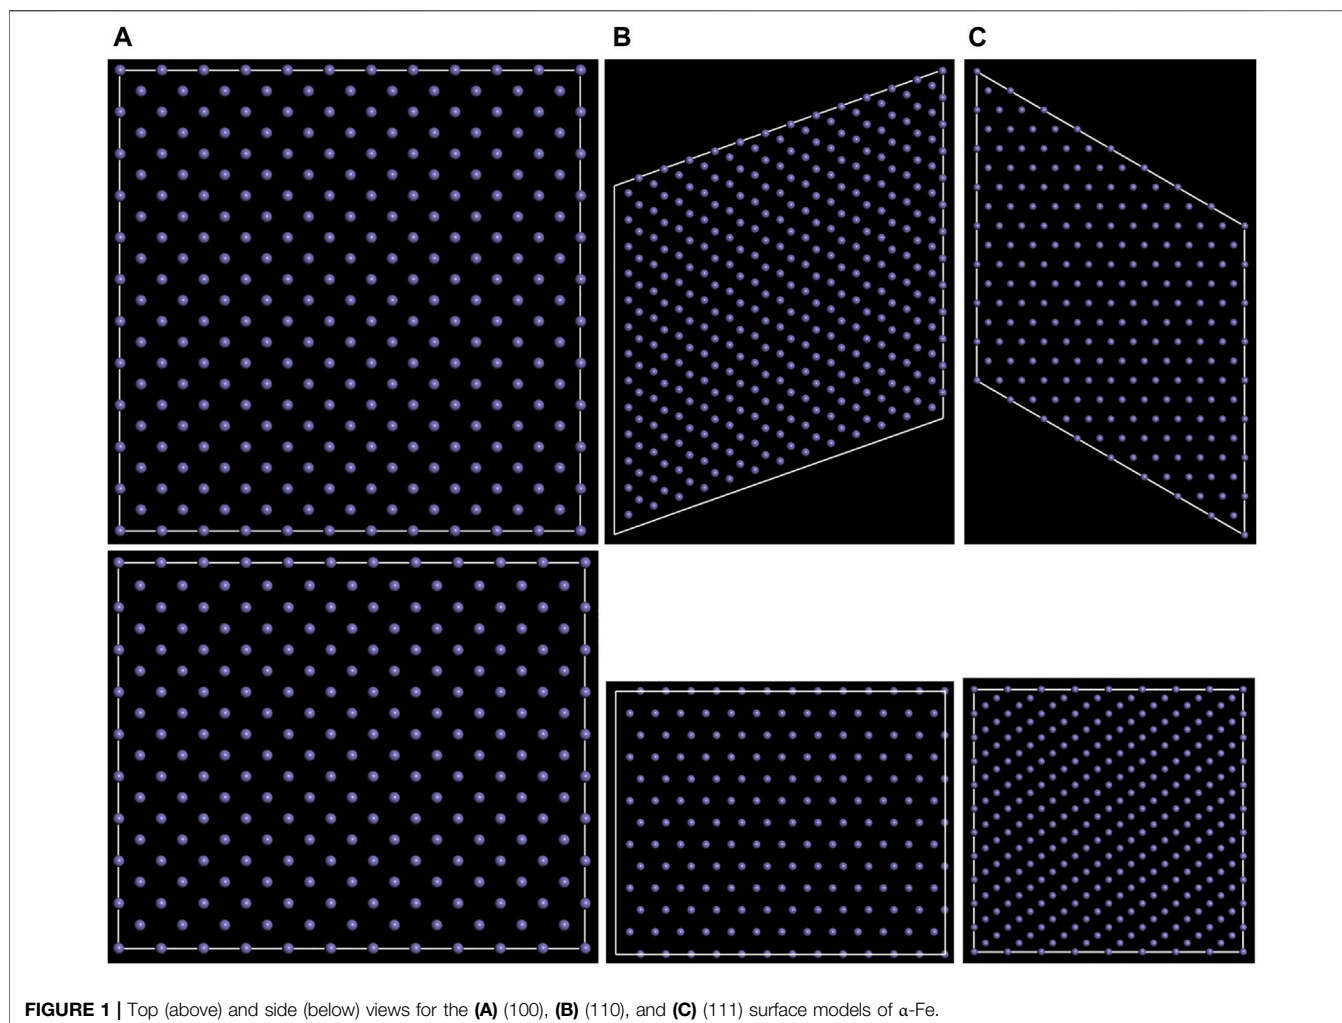 A
B
C
FIGURE 1 | Top (above) and side (below) views for the (A) (100), (B) (110), and (C) (111) surface models of α-Fe.